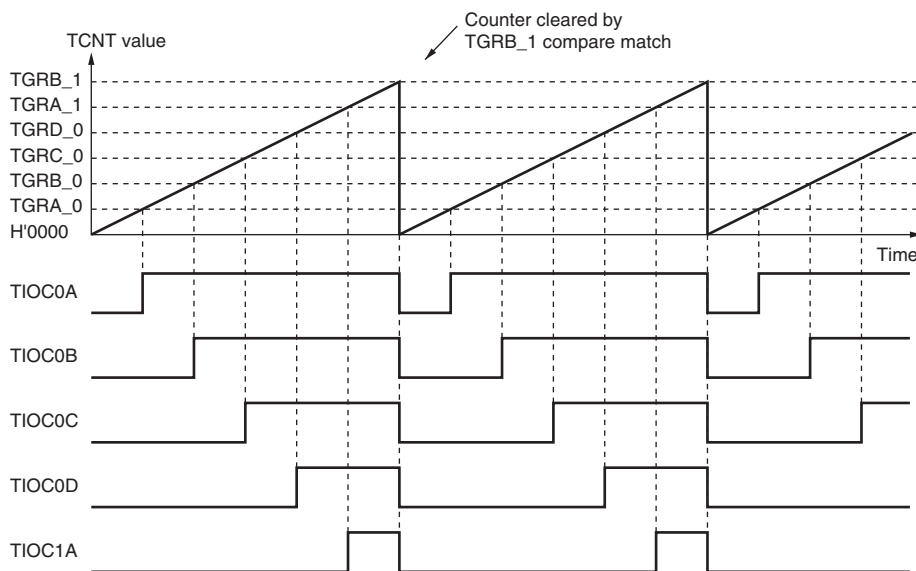 Counter cleared by
TGRB_1 compare match
TCNT value
TGRB_1
TGRA_1
TGRD_0
TGRC_0
TGRB_0
TGRA_0
H'0000
Time
TIOC0A
TIOC0B
TIOC0C
TIOC0D
TIOC1A